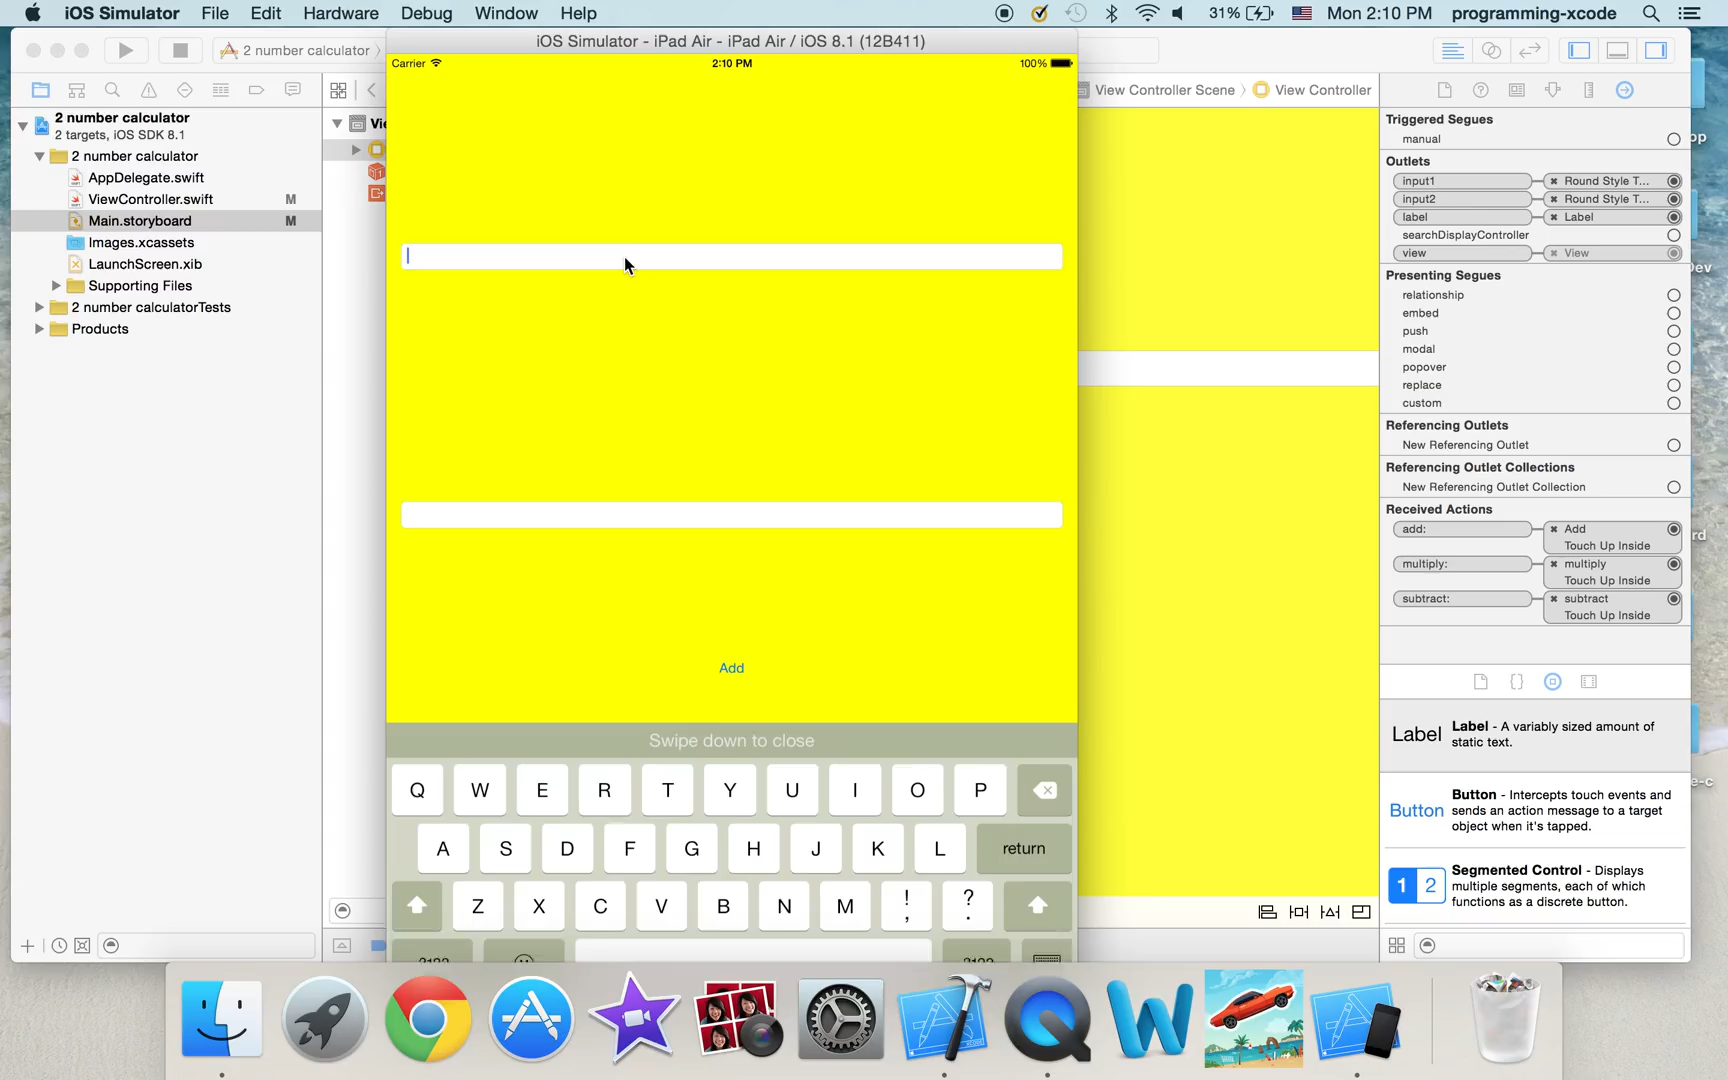 iOS Simulator File Edit Hardware Debug Window Help 31% Mon 2:10 PM programming-xcode
iOS Simulator - iPad Air - iPad Air / iOS 8.1 (12B411)
2 number calculator
Carrier 2:10 PM 100%
View Controller Scene View Controller
2 number calculator
2 targets, iOS SDK 8.1
2 number calculator
AppDelegate.swift
ViewController.swift M
Main.storyboard M
Images.xcassets
LaunchScreen.xib
Supporting Files
2 number calculatorTests
Products
Add
Swipe down to close
Q W E R T Y U I O P
A S D F G H J K L return
Z X C V B N M ! , ? .
Triggered Segues
manual
Outlets
input1 Round Style T...
input2 Round Style T...
label Label
searchDisplayController
view View
Presenting Segues
relationship
embed
push
modal
popover
replace
custom
Referencing Outlets
New Referencing Outlet
Referencing Outlet Collections
New Referencing Outlet Collection
Received Actions
add: Add
Touch Up Inside
multiply: multiply
Touch Up Inside
subtract: subtract
Touch Up Inside
Label Label - A variably sized amount of
static text.
Button - Intercepts touch events and
Button sends an action message to a target
object when it's tapped.
Segmented Control - Displays
1 2 multiple segments, each of which
functions as a discrete button.